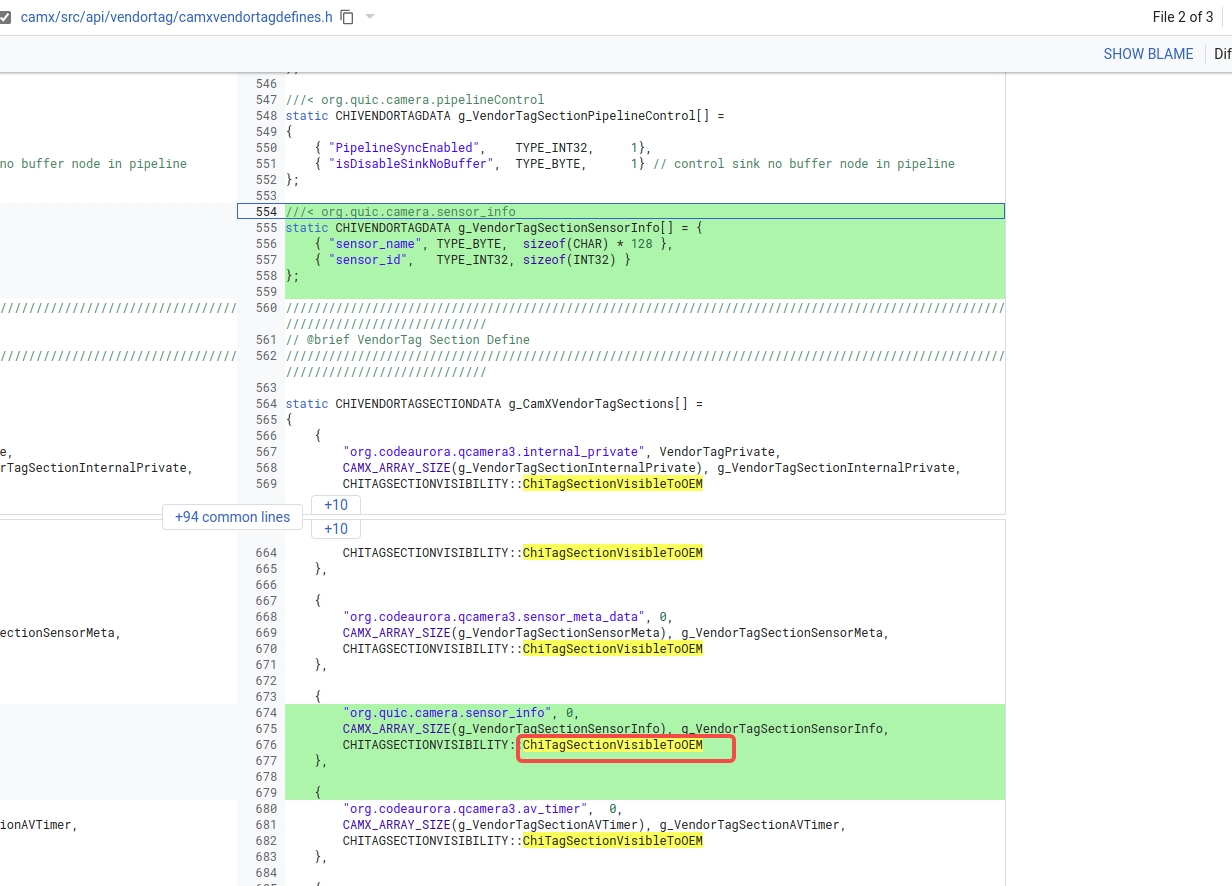 camx/src/api/vendortag/camxvendortagdefines.h
File 2 of 3
SHOW BLAME
Dif
546
547 ///< org.quic.camera.pipelineControl
548 static CHIVENDORTAGDATA g_VendorTagSectionPipelineControl[] =
549 {
550     { "PipelineSyncEnabled",    TYPE_INT32,     1},
no buffer node in pipeline
551     { "isDisableSinkNoBuffer",  TYPE_BYTE,      1} // control sink no buffer node in pipeline
552 };
553
554 ///< org.quic.camera.sensor_info
555 static CHIVENDORTAGDATA g_VendorTagSectionSensorInfo[] = {
556     { "sensor_name", TYPE_BYTE,  sizeof(CHAR) * 128 },
557     { "sensor_id",   TYPE_INT32, sizeof(INT32) }
558 };
559
/////////////////////////////////
560 ////////////////////////////////////////////////////////////////////////////////////////////////////
////////////////////////////
561 // @brief VendorTag Section Define
/////////////////////////////////
562 ////////////////////////////////////////////////////////////////////////////////////////////////////
////////////////////////////
563
564 static CHIVENDORTAGSECTIONDATA g_CamXVendorTagSections[] =
565 {
566     {
e,
567         "org.codeaurora.qcamera3.internal_private", VendorTagPrivate,
rTagSectionInternalPrivate,
568         CAMX_ARRAY_SIZE(g_VendorTagSectionInternalPrivate), g_VendorTagSectionInternalPrivate,
569         CHITAGSECTIONVISIBILITY::ChiTagSectionVisibleToOEM
+10
+94 common lines
+10
664         CHITAGSECTIONVISIBILITY::ChiTagSectionVisibleToOEM
665     },
666
667     {
668         "org.codeaurora.qcamera3.sensor_meta_data", 0,
ectionSensorMeta,
669         CAMX_ARRAY_SIZE(g_VendorTagSectionSensorMeta), g_VendorTagSectionSensorMeta,
670         CHITAGSECTIONVISIBILITY::ChiTagSectionVisibleToOEM
671     },
672
673     {
674         "org.quic.camera.sensor_info", 0,
675         CAMX_ARRAY_SIZE(g_VendorTagSectionSensorInfo), g_VendorTagSectionSensorInfo,
676         CHITAGSECTIONVISIBILITY::ChiTagSectionVisibleToOEM
677     },
678
679     {
680         "org.codeaurora.qcamera3.av_timer",  0,
ionAVTimer,
681         CAMX_ARRAY_SIZE(g_VendorTagSectionAVTimer), g_VendorTagSectionAVTimer,
682         CHITAGSECTIONVISIBILITY::ChiTagSectionVisibleToOEM
683     },
684